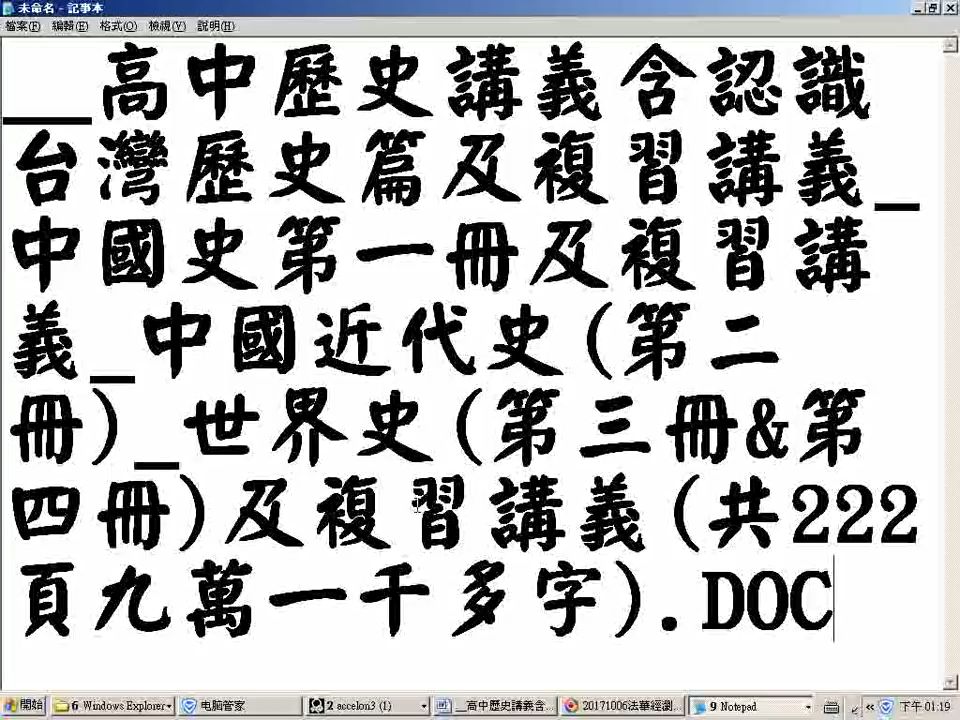 未命名 - 記事本
檔案(F) 編輯(E) 格式(O) 檢視(V) 說明(H)
__高中歷史講義含認識
台灣歷史篇及複習講義_
中國史第一冊及複習講
義_中國近代史(第二
冊)_世界史(第三冊&第
四冊)及複習講義(共222
頁九萬一千多字).DOC
開始 6 Windows Explorer 电脑管家 2 accelon3 (1) __高中歷史講義含... 20171006法華經瀏... 9 Notepad 下午 01:19